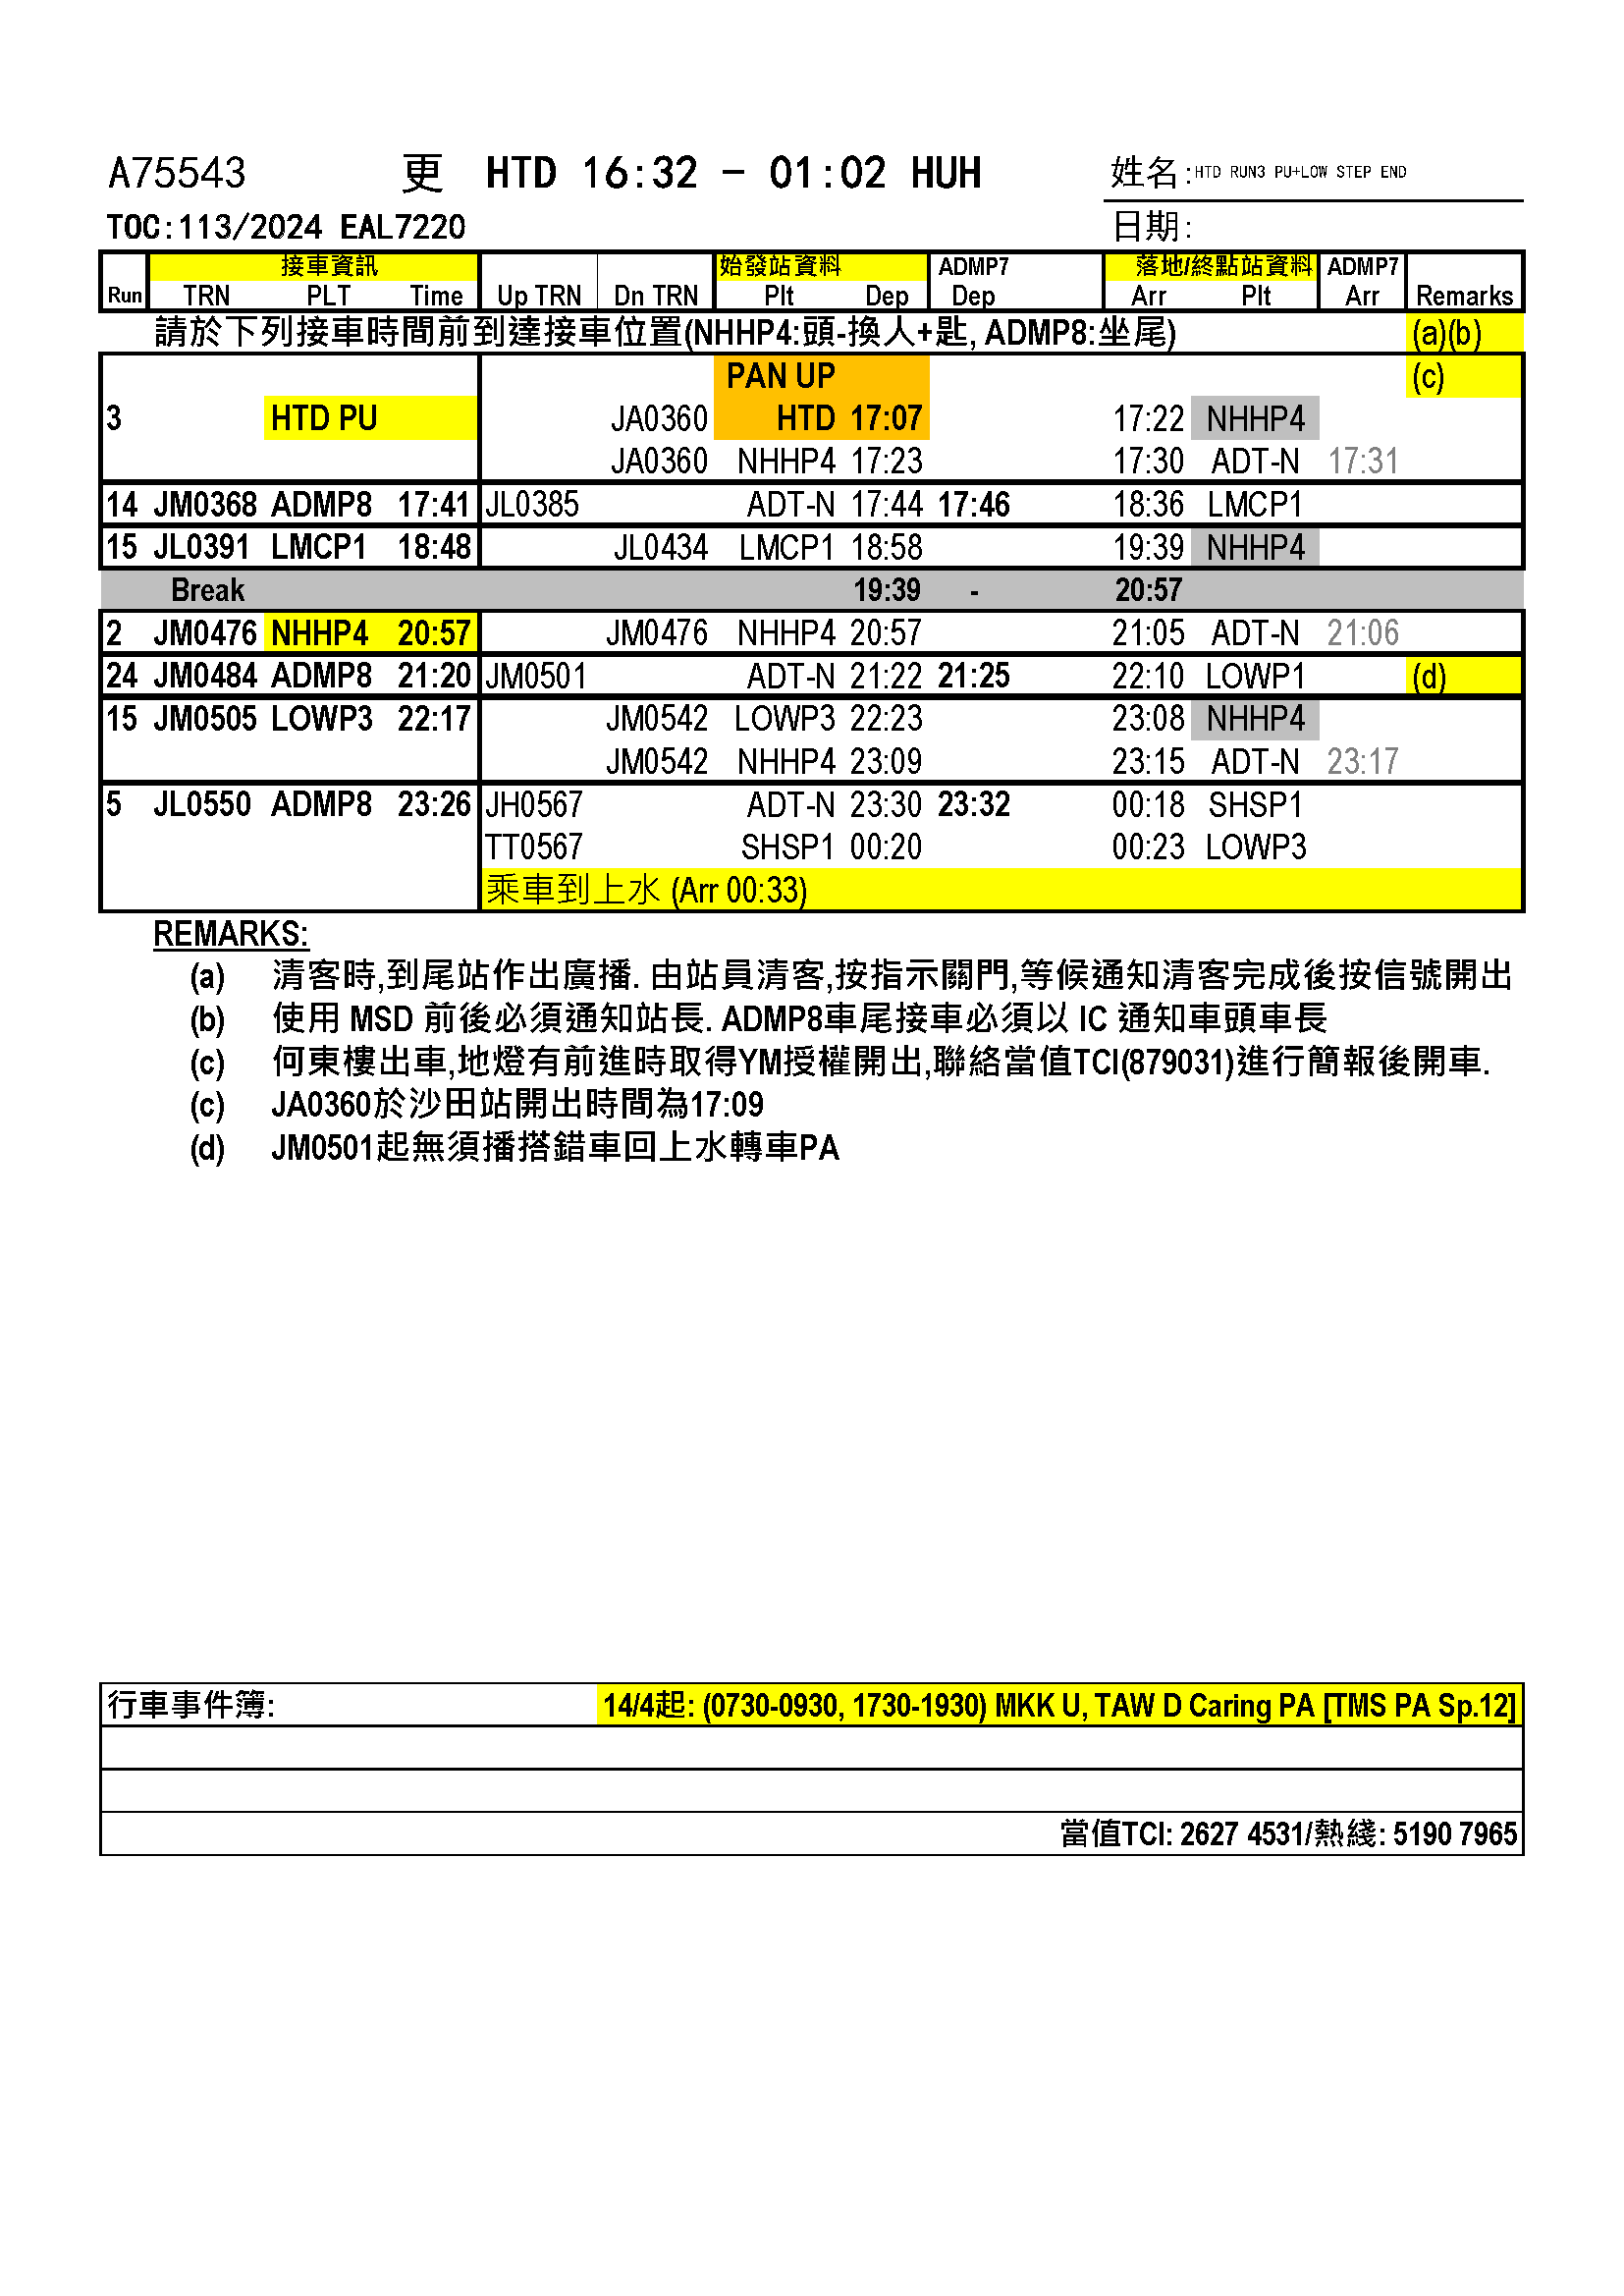 A75543 更 HTD 16:32 - 01:02 HUH 姓名:HTD RUN3 PU+LOW STEP END
TOC:113/2024 EAL7220 日期:
接車資訊 始發站資料 ADMP7 落地/終點站資料 ADMP7
Run TRN PLT Time Up TRN Dn TRN Plt Dep Dep Arr Plt Arr Remarks
請於下列接車時間前到達接車位置(NHHP4:頭-換人+匙, ADMP8:坐尾) (a)(b)
PAN UP (c)
3 HTD PU JA0360 HTD 17:07 17:22 NHHP4
JA0360 NHHP4 17:23 17:30 ADT-N 17:31
14 JM0368 ADMP8 17:41 JL0385 ADT-N 17:44 17:46 18:36 LMCP1
15 JL0391 LMCP1 18:48 JL0434 LMCP1 18:58 19:39 NHHP4
Break 19:39 - 20:57
2 JM0476 NHHP4 20:57 JM0476 NHHP4 20:57 21:05 ADT-N 21:06
24 JM0484 ADMP8 21:20 JM0501 ADT-N 21:22 21:25 22:10 LOWP1 (d)
15 JM0505 LOWP3 22:17 JM0542 LOWP3 22:23 23:08 NHHP4
JM0542 NHHP4 23:09 23:15 ADT-N 23:17
5 JL0550 ADMP8 23:26 JH0567 ADT-N 23:30 23:32 00:18 SHSP1
TT0567 SHSP1 00:20 00:23 LOWP3
乘車到上水 (Arr 00:33)
REMARKS:
(a) 清客時,到尾站作出廣播. 由站員清客,按指示關門,等候通知清客完成後按信號開出
(b) 使用 MSD 前後必須通知站長. ADMP8車尾接車必須以 IC 通知車頭車長
(c) 何東樓出車,地燈有前進時取得YM授權開出,聯絡當值TCI(879031)進行簡報後開車.
(c) JA0360於沙田站開出時間為17:09
(d) JM0501起無須播搭錯車回上水轉車PA
行車事件簿: 14/4起: (0730-0930, 1730-1930) MKK U, TAW D Caring PA [TMS PA Sp.12]
當值TCI: 2627 4531/熱綫: 5190 7965